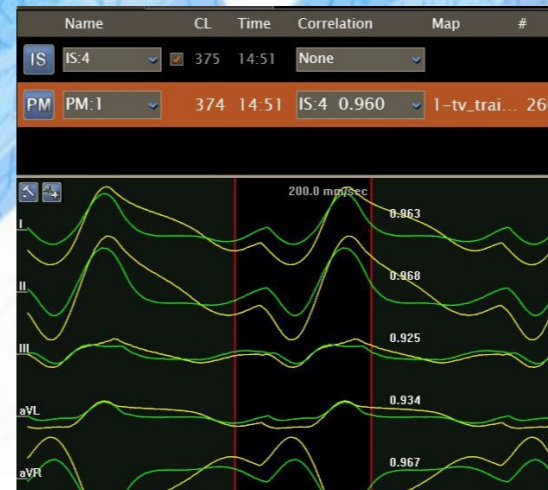 Name CL Time Correlation Map #
IS IS:4 375 14:51 None
PM PM:1 374 14:51 IS:4 0.960 1-tv_trai... 26
200.0 mm/sec
I 0.963
II 0.968
III 0.925
aVL 0.934
aVR 0.967